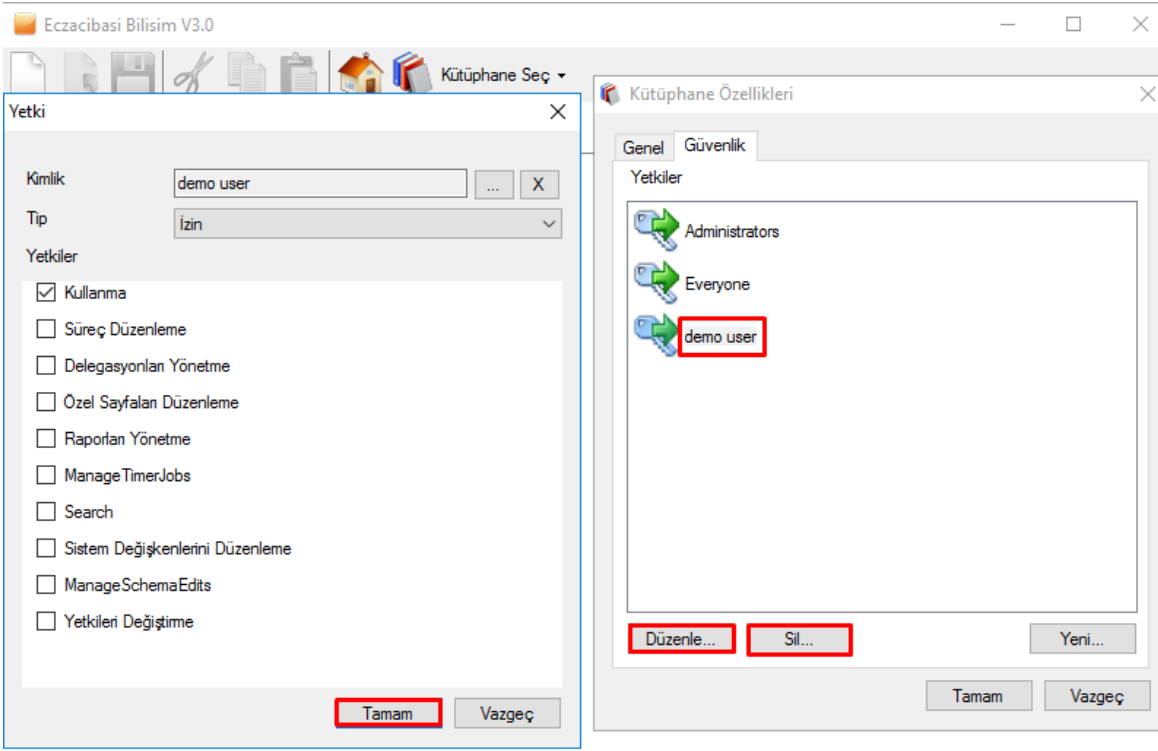 Eczacibasi Bilisim V3.0
Kütüphane Seç
Yetki
Kimlik
demo user
...
X
Tip
İzin
Yetkiler
Kullanma
Süreç Düzenleme
Delegasyonları Yönetme
Özel Sayfaları Düzenleme
Raporları Yönetme
ManageTimerJobs
Search
Sistem Değişkenlerini Düzenleme
ManageSchemaEdits
Yetkileri Değiştirme
Tamam
Vazgeç
Kütüphane Özellikleri
Genel
Güvenlik
Yetkiler
Administrators
Everyone
demo user
Düzenle...
Sil...
Yeni...
Tamam
Vazgeç